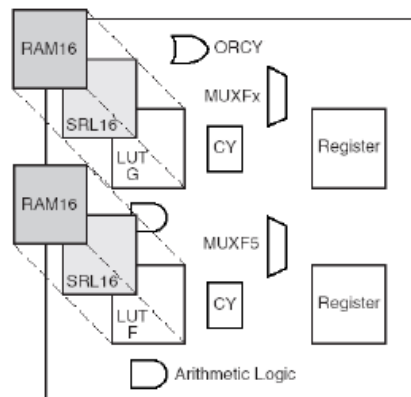 RAM16
ORCY
MUXFx
SRL16
LUT
G
CY
Register
RAM16
MUXF5
SRL16
LUT
F
CY
Register
Arithmetic Logic